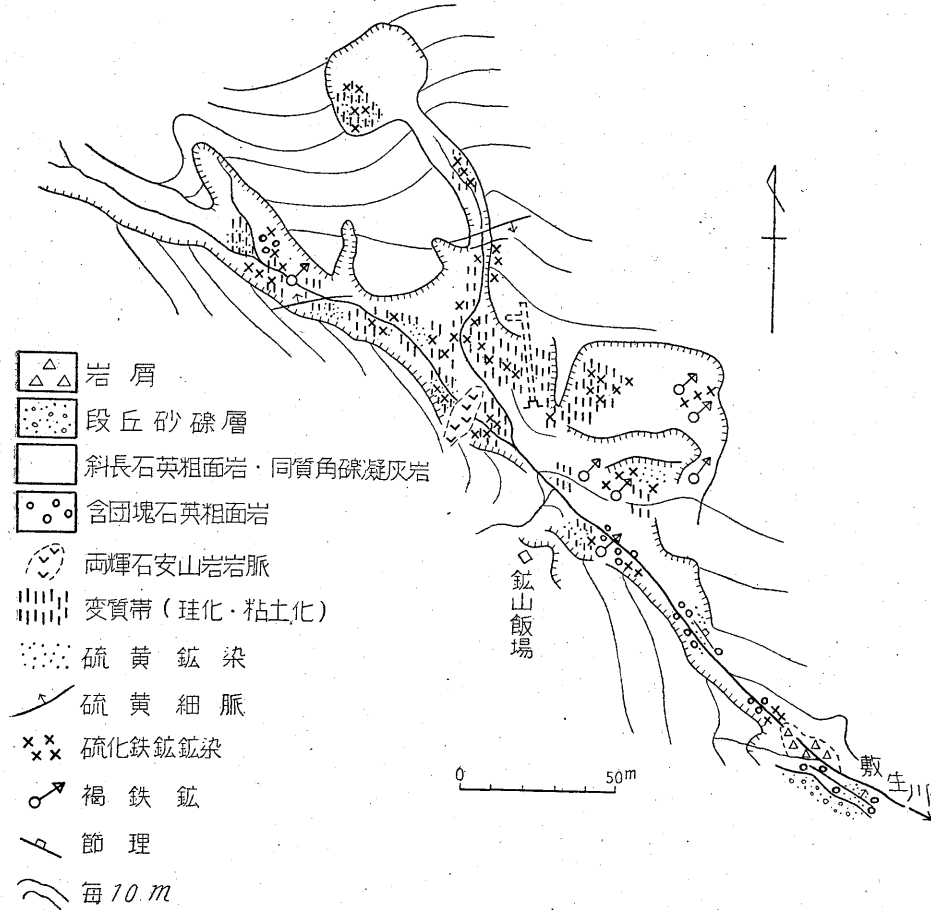 岩屑
段丘砂礫層
斜長石英粗面岩・同質角礫凝灰岩
含団塊石英粗面岩
両輝石安山岩岩脈
変質帯（珪化・粘土化）
硫黄鉱染
硫黄細脈
硫化鉄鉱鉱染
褐鉄鉱
節理
毎10m
鉱山飯場
0 50m
敷生川